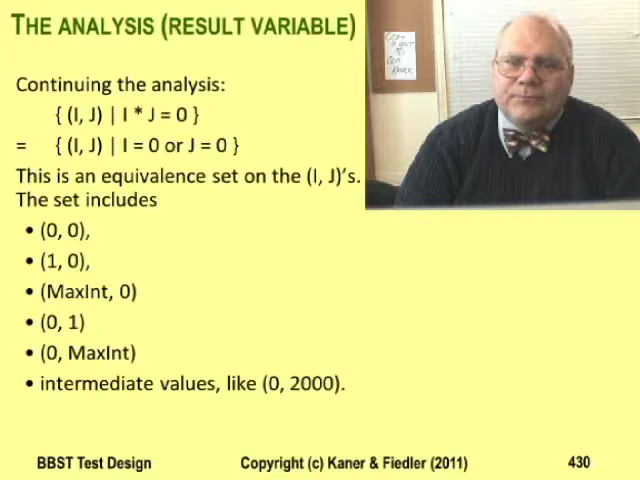 THE ANALYSIS (RESULT VARIABLE)
Continuing the analysis:
{ (I, J) | I * J = 0 }
= { (I, J) | I = 0 or J = 0 }
This is an equivalence set on the (I, J)'s.
The set includes
• (0, 0),
• (1, 0),
• (MaxInt, 0)
• (0, 1)
• (0, MaxInt)
• intermediate values, like (0, 2000).
BBST Test Design Copyright (c) Kaner & Fiedler (2011) 430